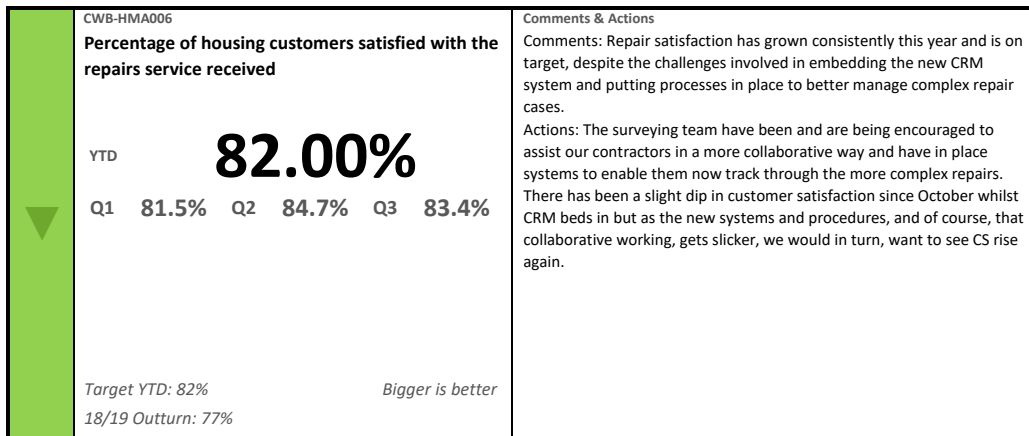 CWB-HMA006
Percentage of housing customers satisfied with the
repairs service received
YTD
82.00%
Q1 81.5% Q2 84.7% Q3 83.4%
Target YTD: 82% Bigger is better
18/19 Outturn: 77%
Comments & Actions
Comments: Repair satisfaction has grown consistently this year and is on
target, despite the challenges involved in embedding the new CRM
system and putting processes in place to better manage complex repair
cases.
Actions: The surveying team have been and are being encouraged to
assist our contractors in a more collaborative way and have in place
systems to enable them now track through the more complex repairs.
There has been a slight dip in customer satisfaction since October whilst
CRM beds in but as the new systems and procedures, and of course, that
collaborative working, gets slicker, we would in turn, want to see CS rise
again.